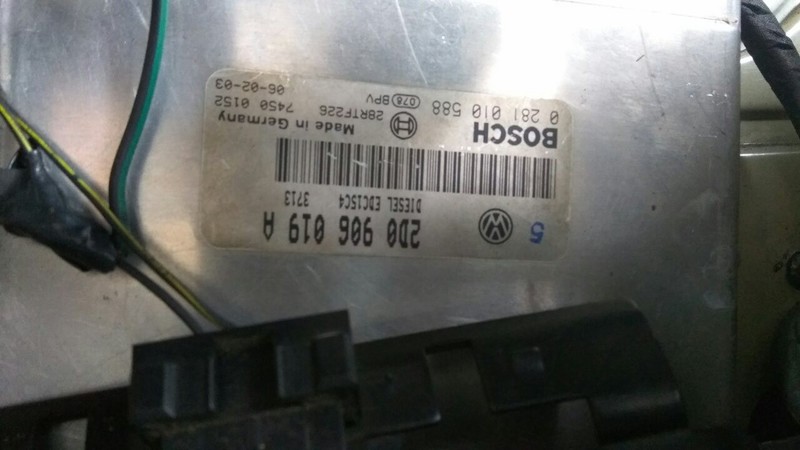 5
2D0 906 019 A
DIESEL EDC15C4 3713
BOSCH
Made in Germany
0 281 010 588
28RTF226 7450 0152
078 BPV
06-02-03